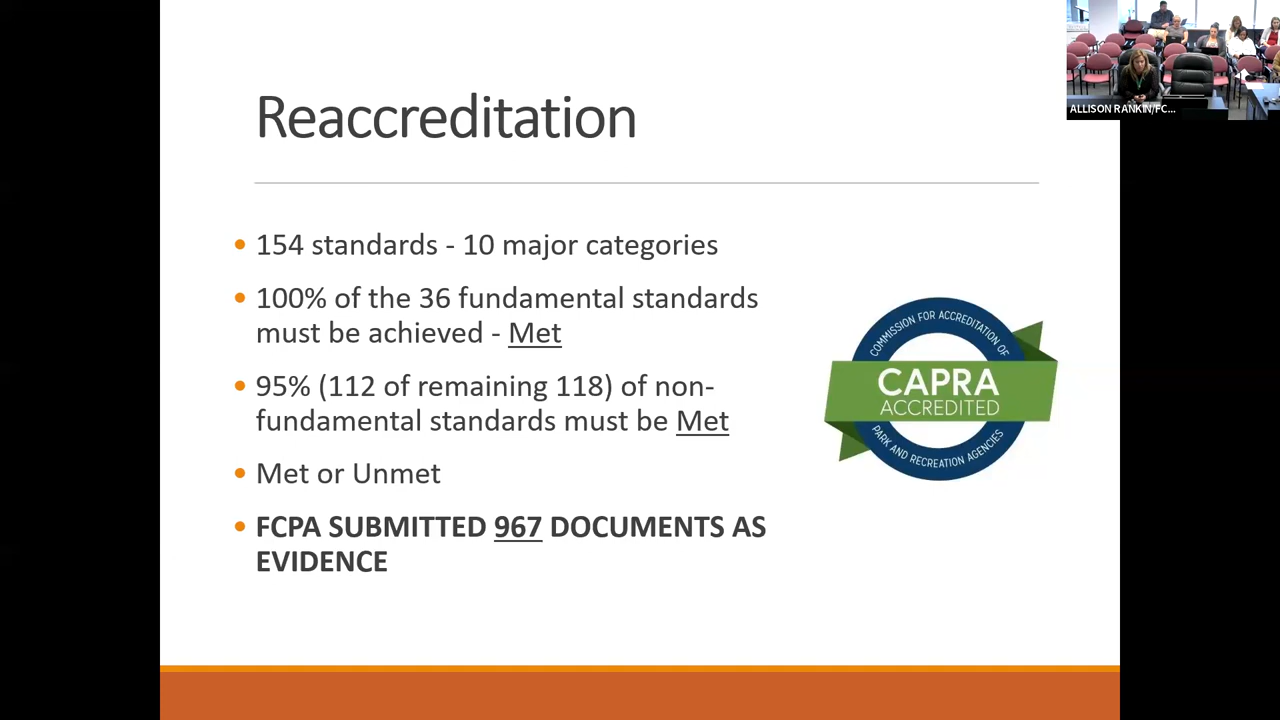 ALLISON RANKIN/FC...
Reaccreditation
154 standards - 10 major categories
100% of the 36 fundamental standards
must be achieved - Met
95% (112 of remaining 118) of non-
fundamental standards must be Met
Met or Unmet
FCPA SUBMITTED 967 DOCUMENTS AS
EVIDENCE
COMMISSION FOR ACCREDITATION OF
CAPRA
ACCREDITED
PARK AND RECREATION AGENCIES